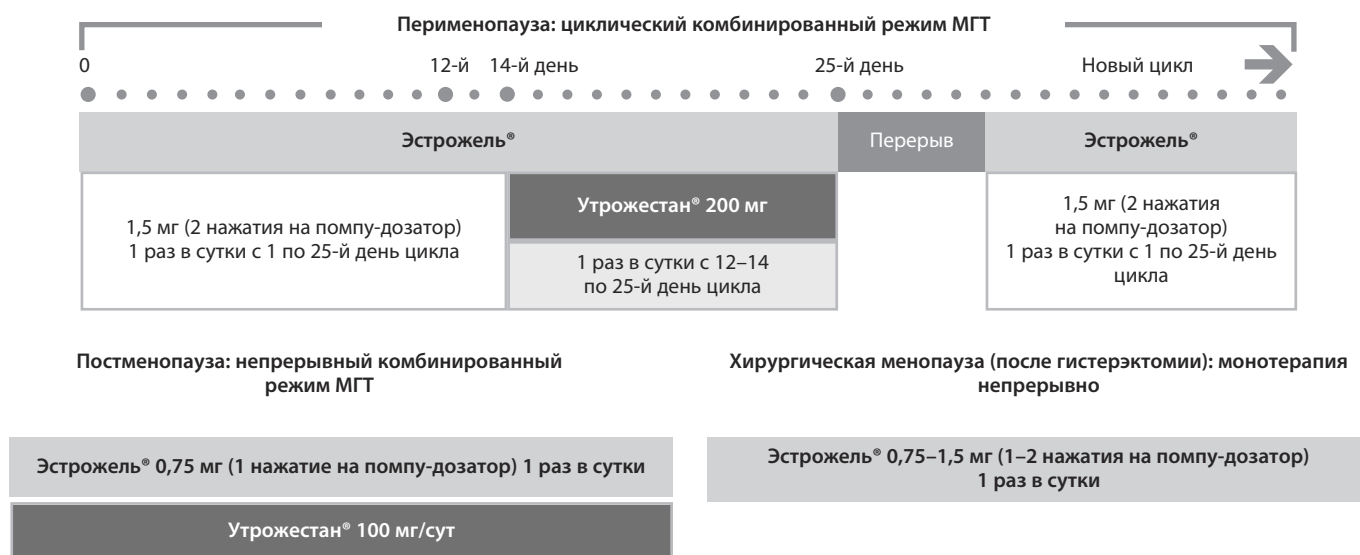 Перименопауза: циклический комбинированный режим МГТ
0 12-й 14-й день 25-й день Новый цикл
Эстрожель® Перерыв Эстрожель®
1,5 мг (2 нажатия на помпу-дозатор)
1 раз в сутки с 1 по 25-й день цикла
Утрожестан® 200 мг
1 раз в сутки с 12–14
по 25-й день цикла
1,5 мг (2 нажатия
на помпу-дозатор)
1 раз в сутки с 1 по 25-й день
цикла
Постменопауза: непрерывный комбинированный
режим МГТ
Эстрожель® 0,75 мг (1 нажатие на помпу-дозатор) 1 раз в сутки
Утрожестан® 100 мг/сут
Хирургическая менопауза (после гистерэктомии): монотерапия
непрерывно
Эстрожель® 0,75–1,5 мг (1–2 нажатия на помпу-дозатор)
1 раз в сутки